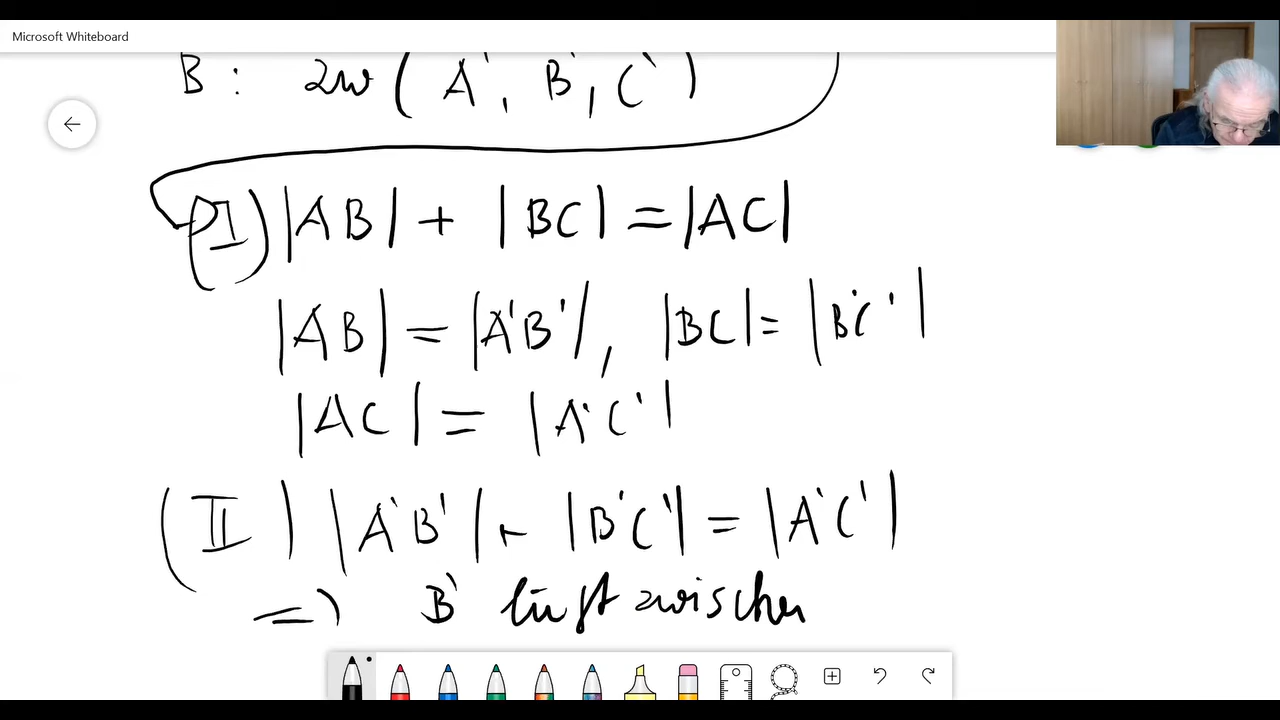 Microsoft Whiteboard
B : zw ( A', B', C' )
(I) |AB| + |BC| = |AC|
|AB| = |A'B'|, |BC| = |B'C'|
|AC| = |A'C'|
(II) |A'B'| + |B'C'| = |A'C'|
=> B' liegt zwischen